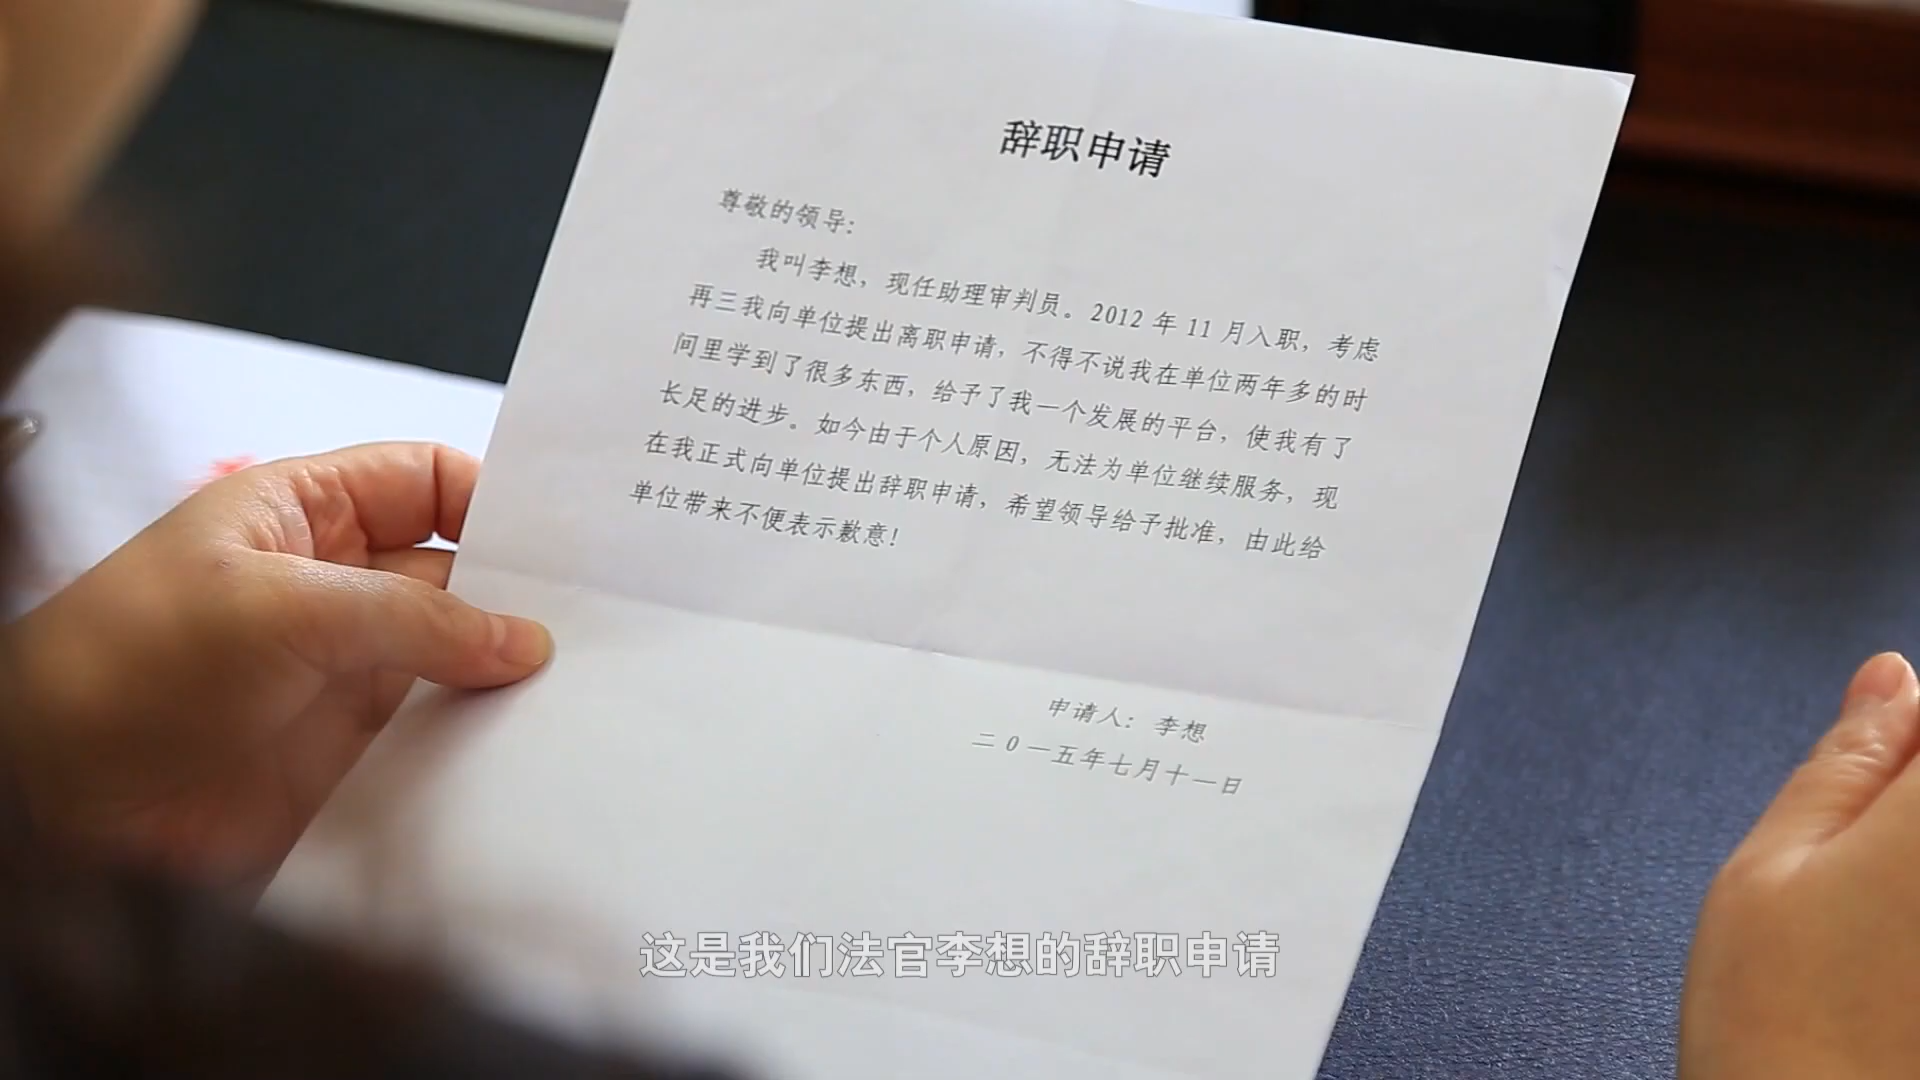 辞职申请
尊敬的领导：
我叫李想，现任助理审判员。2012 年 11 月入职，考虑
再三我向单位提出离职申请，不得不说我在单位两年多的时
间里学到了很多东西，给予了我一个发展的平台，使我有了
长足的进步。如今由于个人原因，无法为单位继续服务，现
在我正式向单位提出辞职申请，希望领导给予批准，由此给
单位带来不便表示歉意！
申请人：李想
二0一五年七月十一日
这是我们法官李想的辞职申请